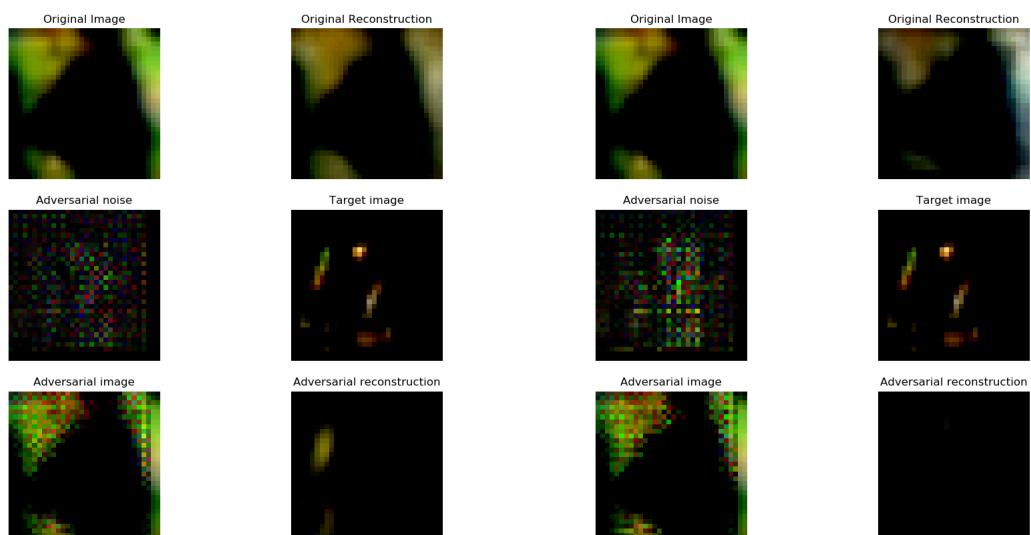 Original Image
Original Reconstruction
Original Image
Original Reconstruction
Adversarial noise
Target image
Adversarial noise
Target image
Adversarial image
Adversarial reconstruction
Adversarial image
Adversarial reconstruction